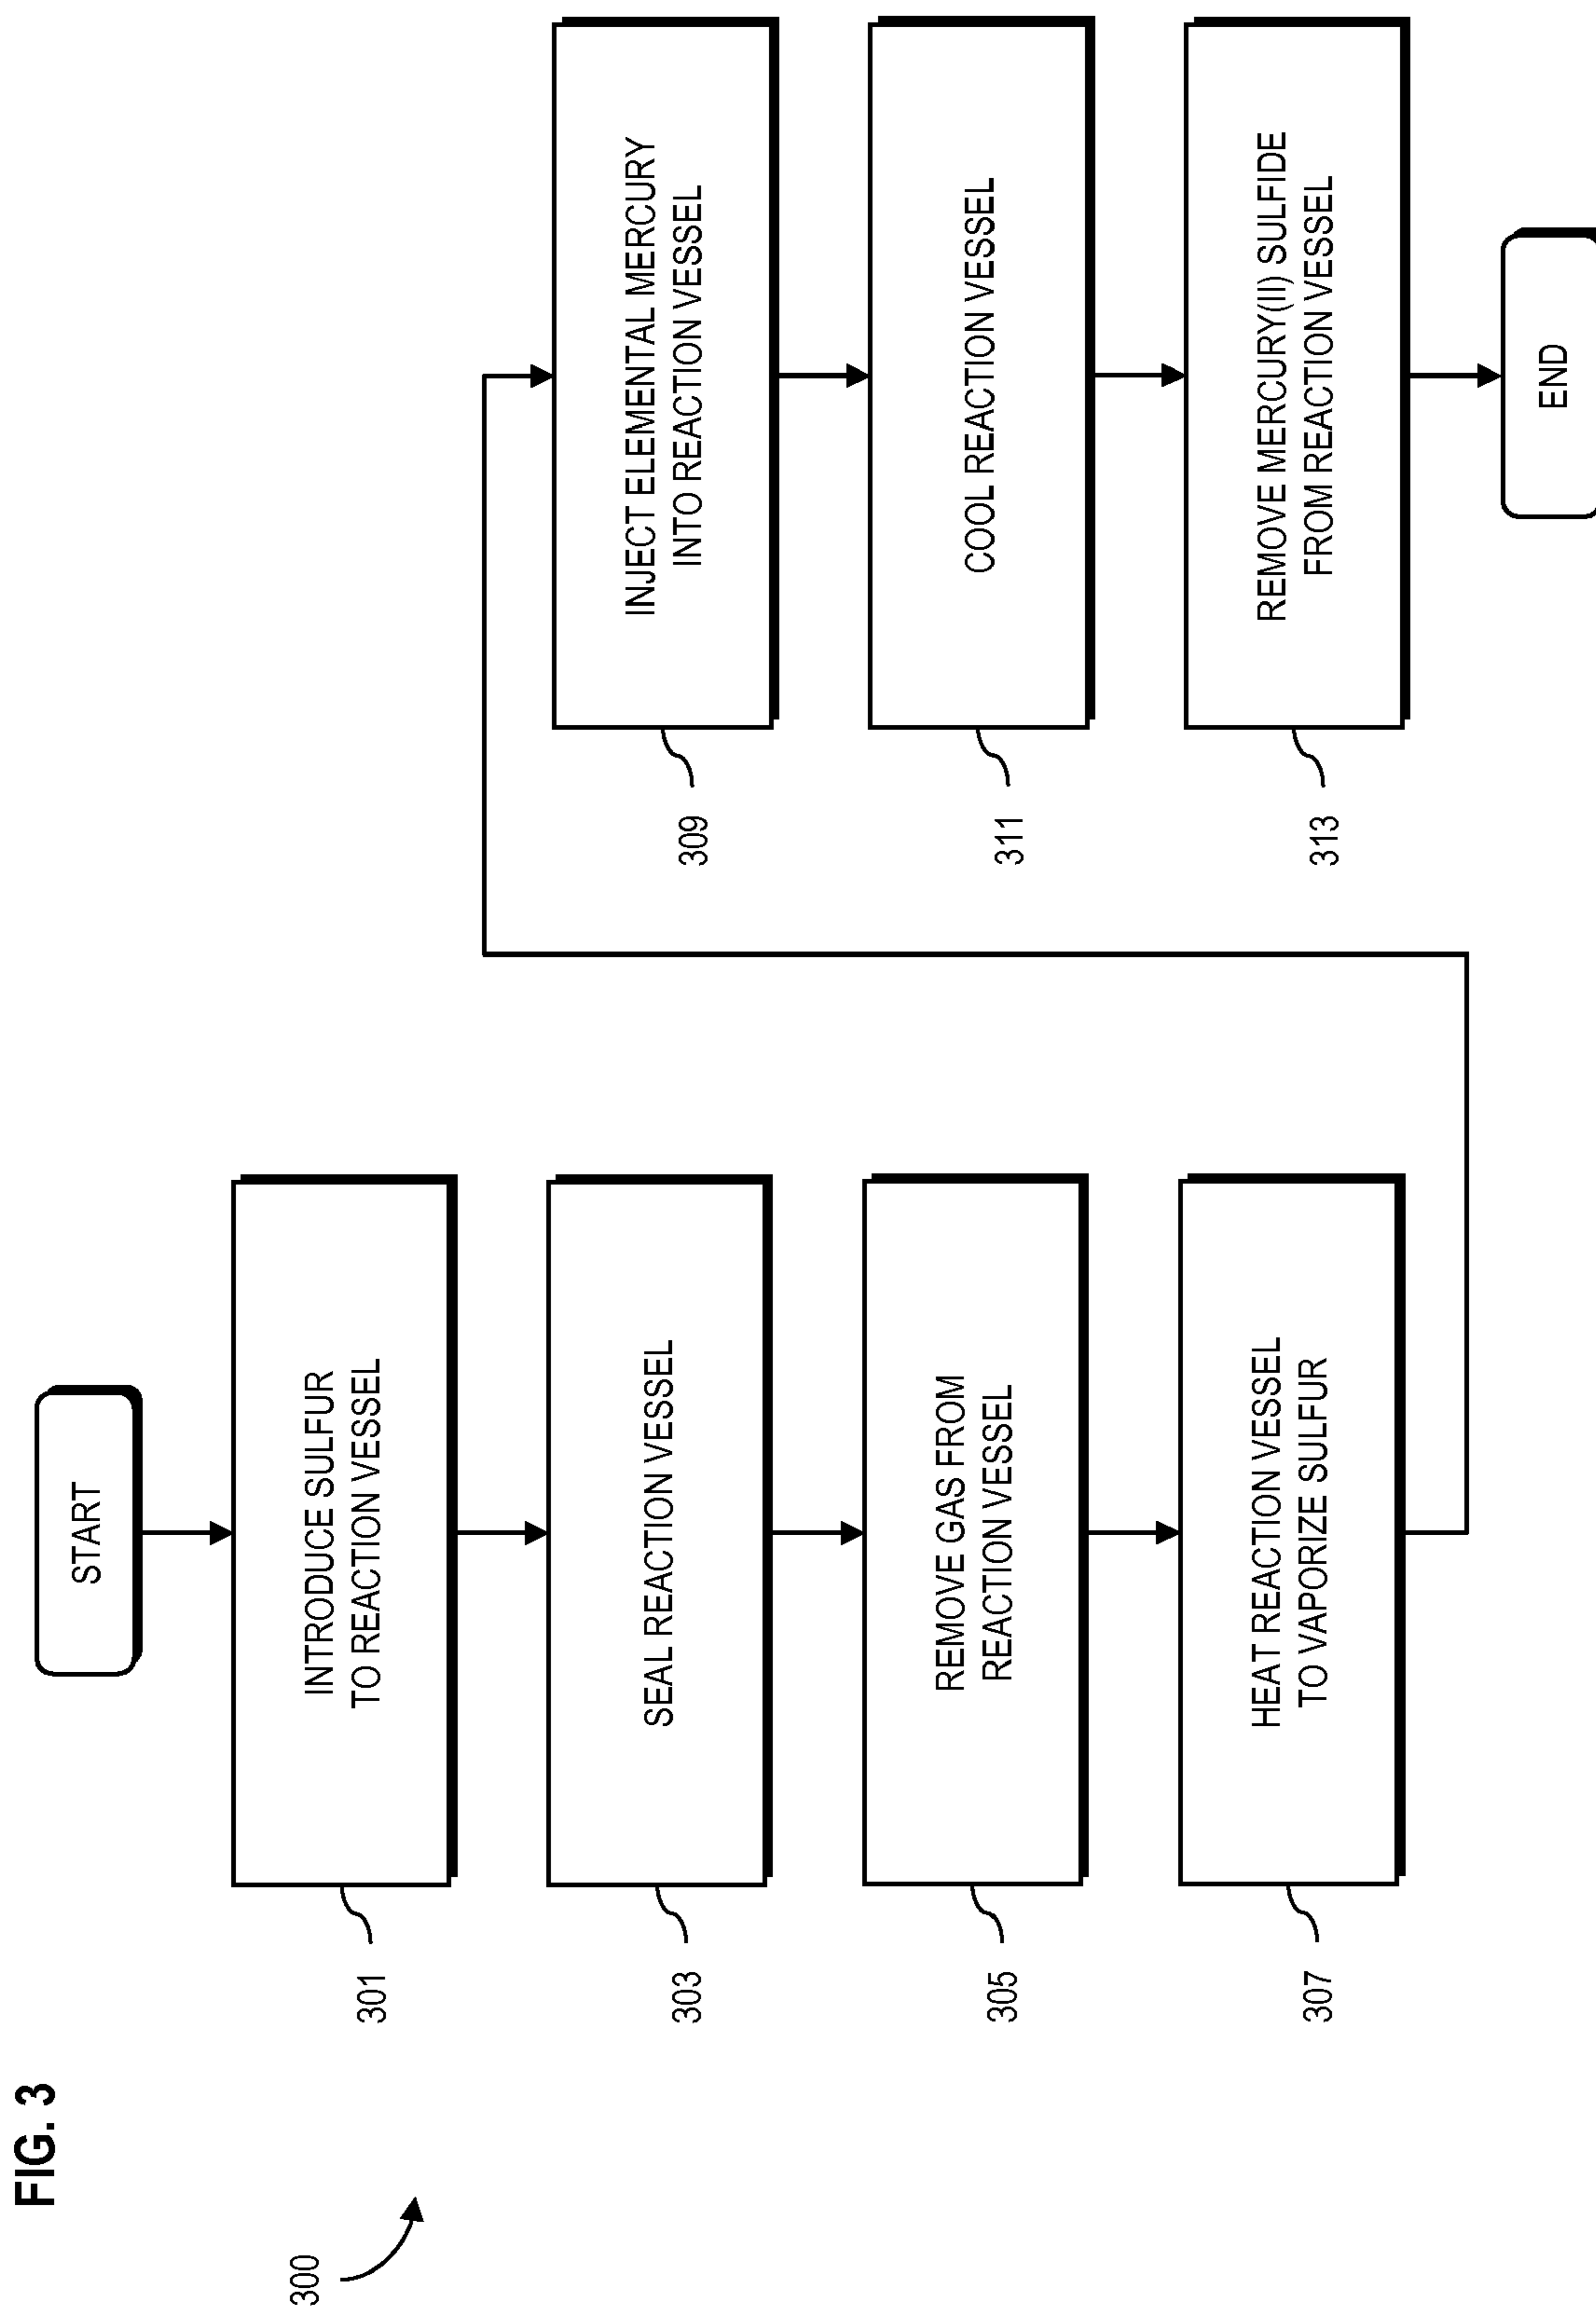 FIG. 3
300
START
INTRODUCE SULFUR
TO REACTION VESSEL
301
SEAL REACTION VESSEL
303
REMOVE GAS FROM
REACTION VESSEL
305
HEAT REACTION VESSEL
TO VAPORIZE SULFUR
307
INJECT ELEMENTAL MERCURY
INTO REACTION VESSEL
309
COOL REACTION VESSEL
311
REMOVE MERCURY(II) SULFIDE
FROM REACTION VESSEL
313
END